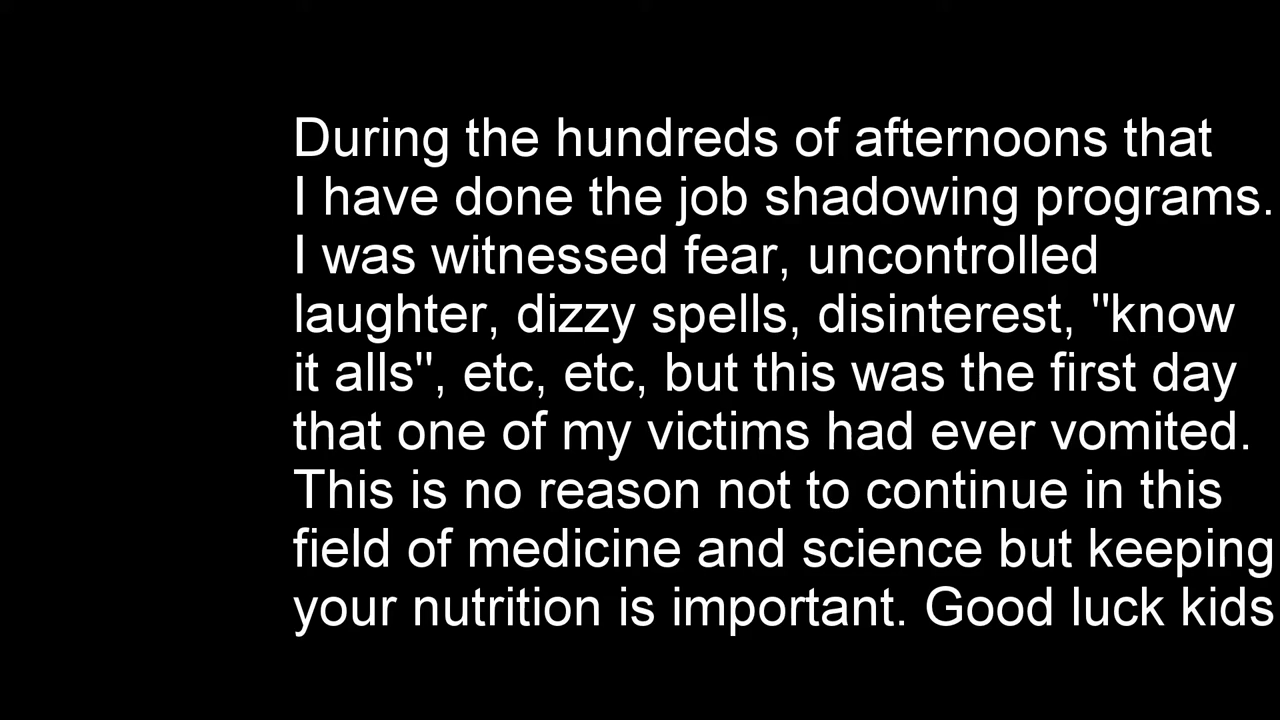 During the hundreds of afternoons that
I have done the job shadowing programs.
I was witnessed fear, uncontrolled
laughter, dizzy spells, disinterest, "know
it alls", etc, etc, but this was the first day
that one of my victims had ever vomited.
This is no reason not to continue in this
field of medicine and science but keeping
your nutrition is important. Good luck kids